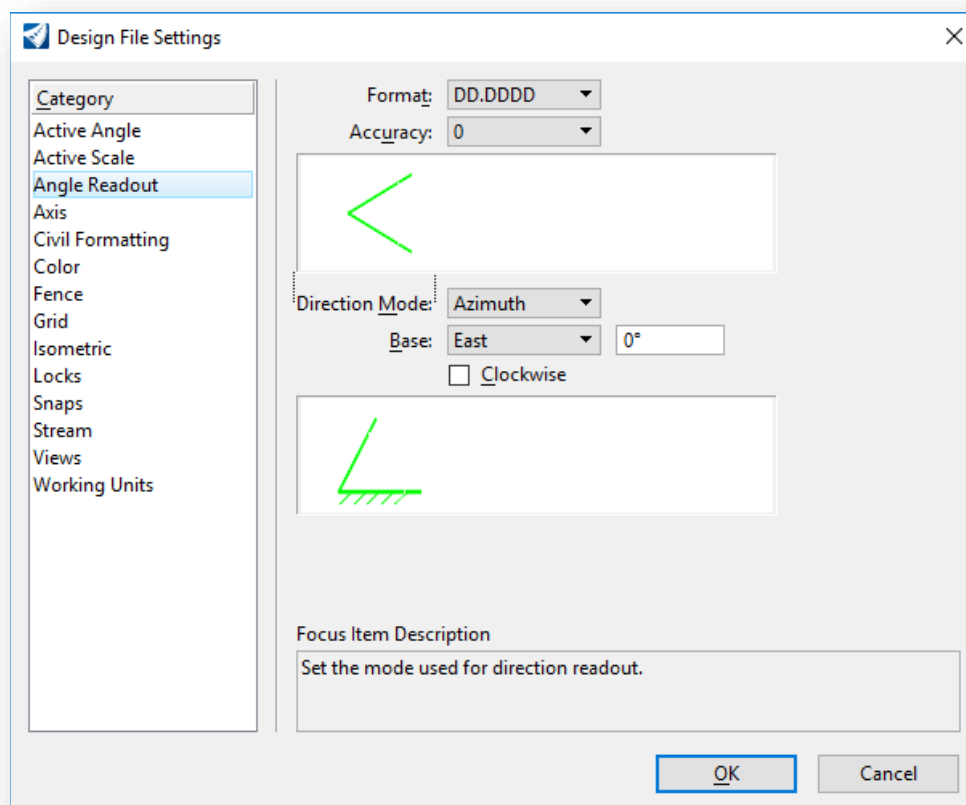 Design File Settings
Category
Active Angle
Active Scale
Angle Readout
Axis
Civil Formatting
Color
Fence
Grid
Isometric
Locks
Snaps
Stream
Views
Working Units
Format: DD.DDDD
Accuracy: 0
Direction Mode: Azimuth
Base: East 0°
Clockwise
Focus Item Description
Set the mode used for direction readout.
OK Cancel